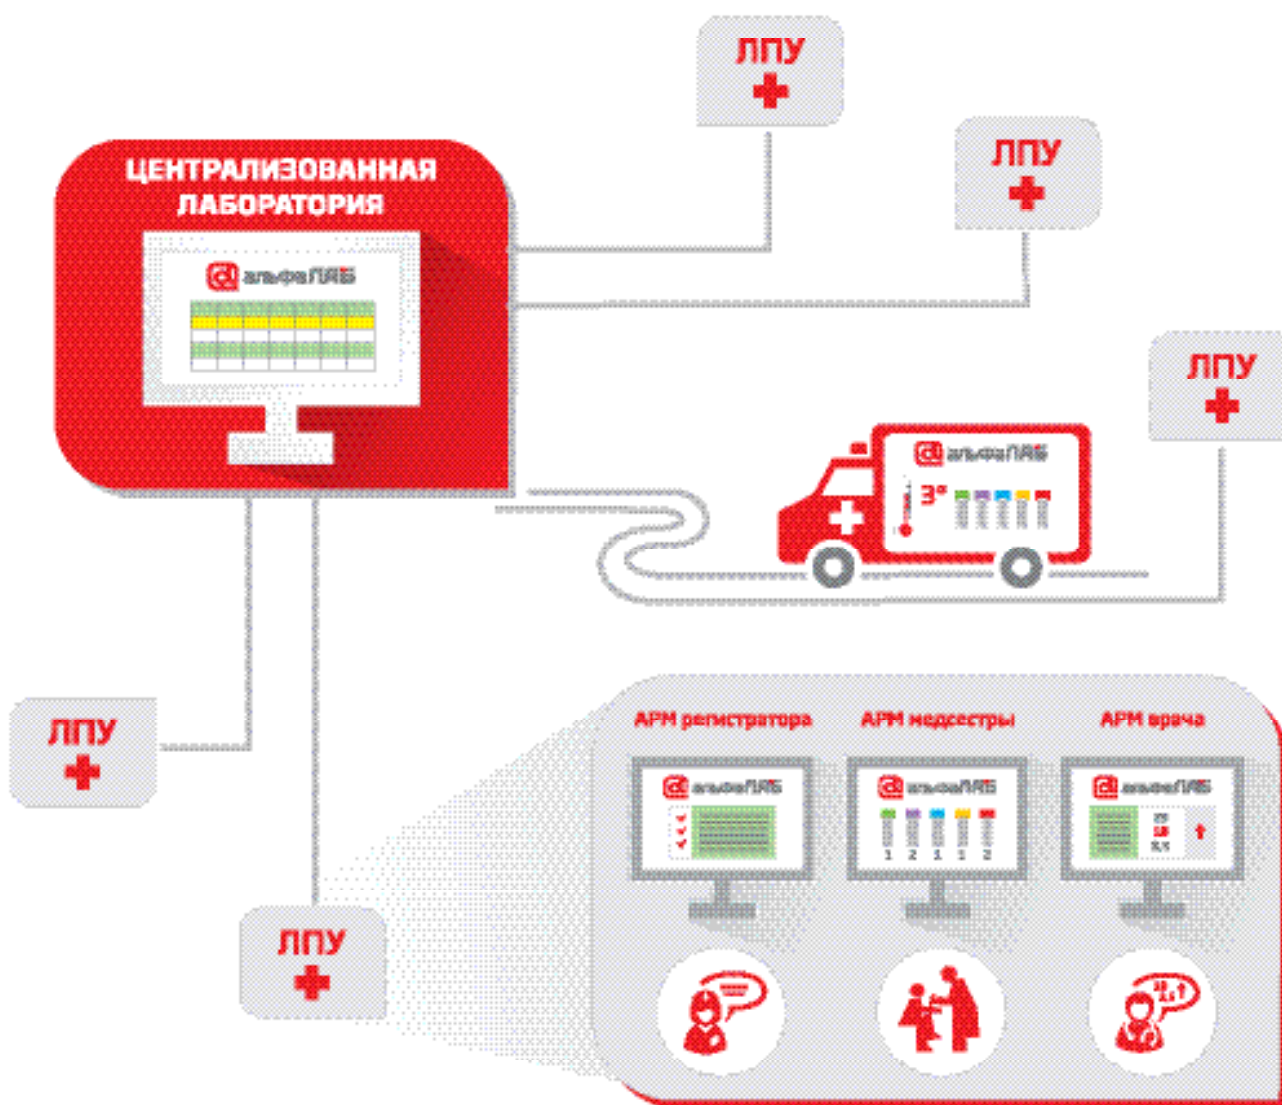 ЛПУ
ЛПУ
ЦЕНТРАЛИЗОВАННАЯ
ЛАБОРАТОРИЯ
альфаЛАБ
ЛПУ
альфаЛАБ
3°
ЛПУ
АРМ регистратора
АРМ медсестры
АРМ врача
альфаЛАБ
альфаЛАБ
альфаЛАБ
1 2 1 1 2
ЛПУ